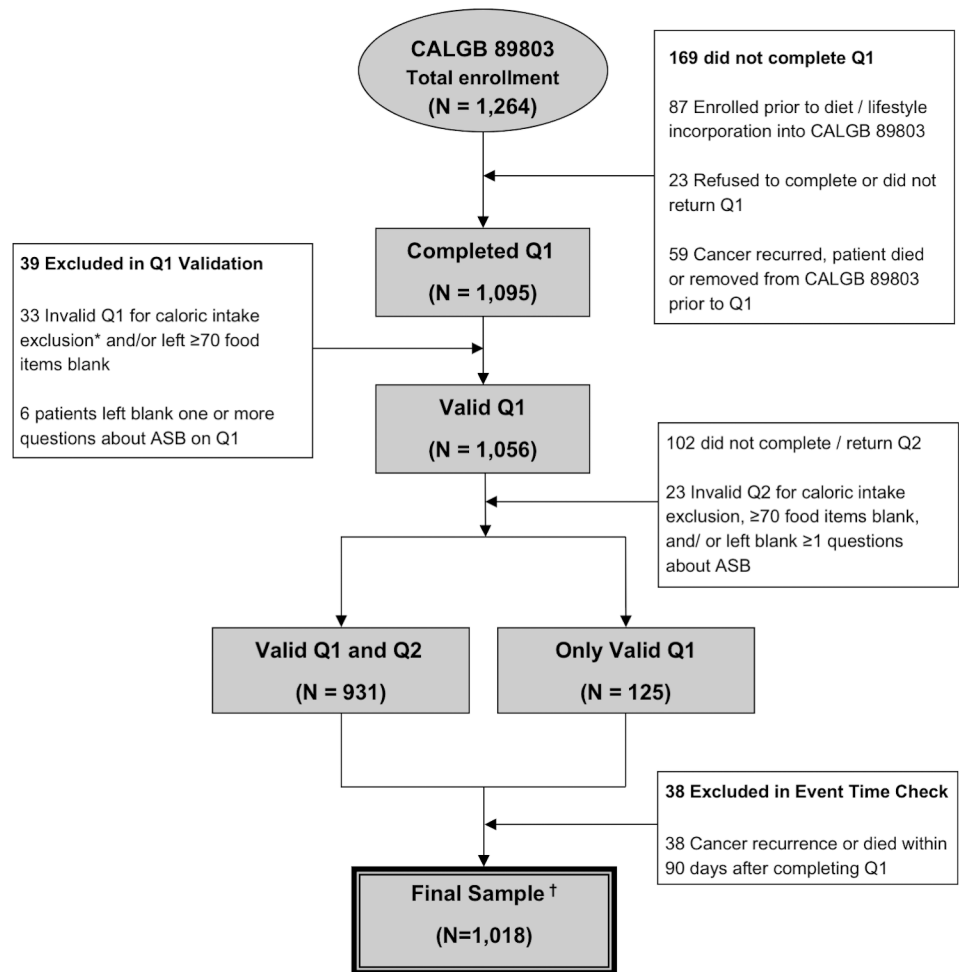 CALGB 89803
Total enrollment
(N = 1,264)
169 did not complete Q1
87 Enrolled prior to diet / lifestyle
incorporation into CALGB 89803
23 Refused to complete or did not
return Q1
59 Cancer recurred, patient died
or removed from CALGB 89803
prior to Q1
Completed Q1
(N = 1,095)
39 Excluded in Q1 Validation
33 Invalid Q1 for caloric intake
exclusion* and/or left ≥70 food
items blank
6 patients left blank one or more
questions about ASB on Q1
Valid Q1
(N = 1,056)
102 did not complete / return Q2
23 Invalid Q2 for caloric intake
exclusion, ≥70 food items blank,
and/ or left blank ≥1 questions
about ASB
Valid Q1 and Q2
(N = 931)
Only Valid Q1
(N = 125)
38 Excluded in Event Time Check
38 Cancer recurrence or died within
90 days after completing Q1
Final Sample †
(N=1,018)